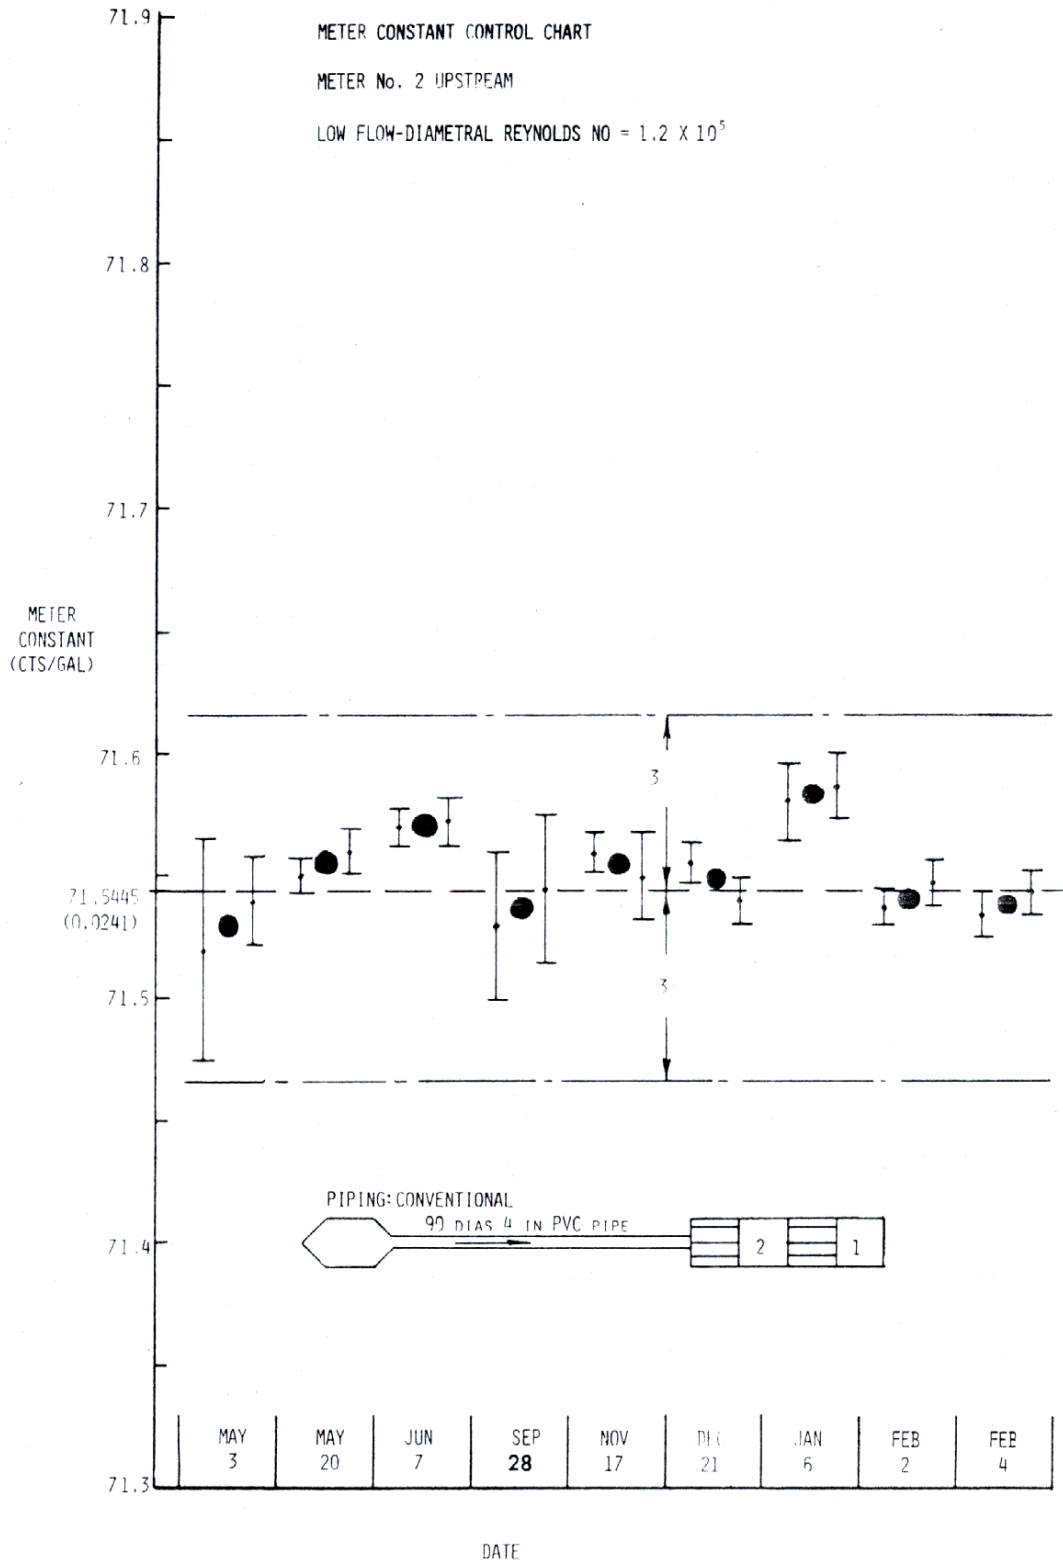 71.9
METER CONSTANT CONTROL CHART
METER No. 2 UPSTREAM
LOW FLOW-DIAMETRAL REYNOLDS NO = 1.2 X 10⁵
71.8
71.7
METER
CONSTANT
(CTS/GAL)
71.6
3
71.5445
(0.0241)
3
71.5
PIPING: CONVENTIONAL
90 DIAS 4 IN PVC PIPE
71.4
2
1
MAY
3
MAY
20
JUN
7
SEP
28
NOV
17
DEC
21
JAN
6
FEB
2
FEB
4
71.3
DATE